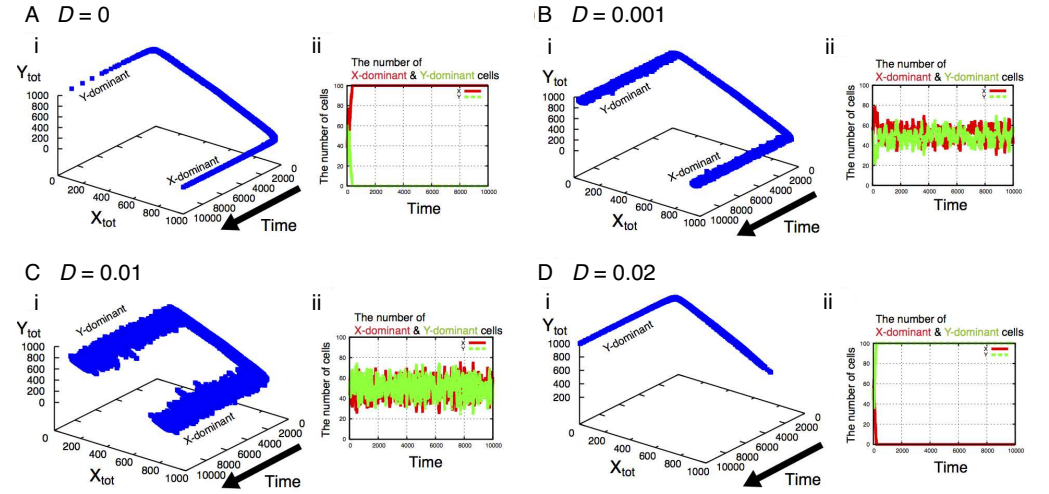 A D = 0
i
Y_tot
1000
800
600
400
200
0
Y-dominant
X-dominant
0
200
400
600
800
1000
X_tot
0
2000
4000
6000
8000
10000
Time
ii
The number of
X-dominant & Y-dominant cells
The number of cells
100
80
60
40
20
0
X
Y
0 2000 4000 6000 8000 10000
Time
B D = 0.001
i
Y_tot
1000
800
600
400
200
0
Y-dominant
X-dominant
0
200
400
600
800
1000
X_tot
0
2000
4000
6000
8000
10000
Time
ii
The number of
X-dominant & Y-dominant cells
The number of cells
100
80
60
40
20
0
X
Y
0 2000 4000 6000 8000 10000
Time
C D = 0.01
i
Y_tot
1000
800
600
400
200
0
Y-dominant
X-dominant
0
200
400
600
800
1000
X_tot
0
2000
4000
6000
8000
10000
Time
ii
The number of
X-dominant & Y-dominant cells
The number of cells
100
80
60
40
20
0
X
Y
0 2000 4000 6000 8000 10000
Time
D D = 0.02
i
Y_tot
1000
800
600
400
200
0
Y-dominant
0
200
400
600
800
1000
X_tot
0
2000
4000
6000
8000
10000
Time
ii
The number of
X-dominant & Y-dominant cells
The number of cells
100
80
60
40
20
0
X
Y
0 2000 4000 6000 8000 10000
Time